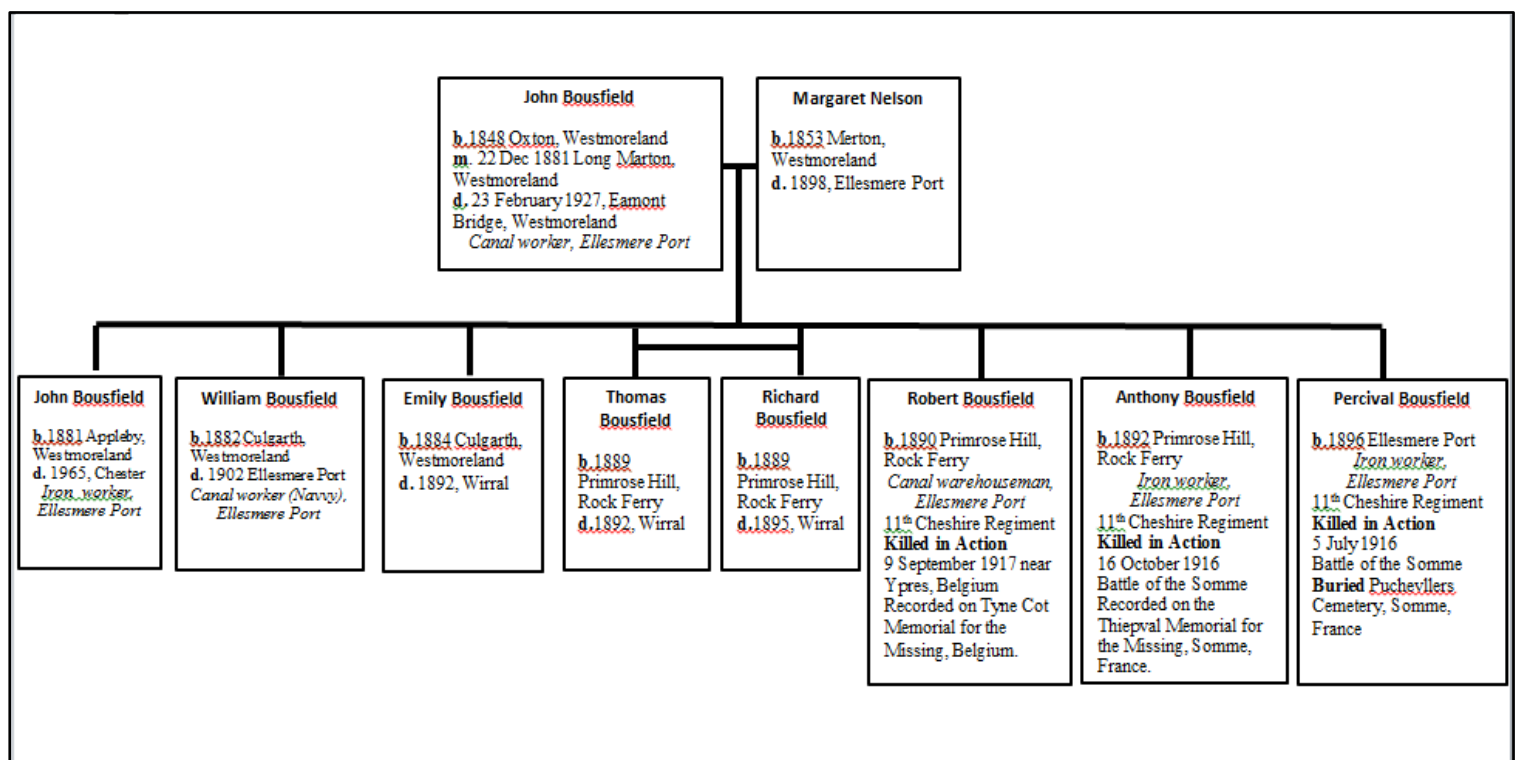 John Bousfield
b.1848 Oxton, Westmoreland
m. 22 Dec 1881 Long Marton,
Westmoreland
d. 23 February 1927, Eamont
Bridge, Westmoreland
Canal worker, Ellesmere Port
Margaret Nelson
b.1853 Merton,
Westmoreland
d. 1898, Ellesmere Port
John Bousfield
b.1881 Appleby,
Westmoreland
d. 1965, Chester
Iron worker,
Ellesmere Port
William Bousfield
b.1882 Culgarth,
Westmoreland
d. 1902 Ellesmere Port
Canal worker (Navvy),
Ellesmere Port
Emily Bousfield
b.1884 Culgarth,
Westmoreland
d. 1892, Wirral
Thomas
Bousfield
b.1889
Primrose Hill,
Rock Ferry
d.1892, Wirral
Richard
Bousfield
b.1889
Primrose Hill,
Rock Ferry
d.1895, Wirral
Robert Bousfield
b.1890 Primrose Hill,
Rock Ferry
Canal warehouseman,
Ellesmere Port
11th Cheshire Regiment
Killed in Action
9 September 1917 near
Ypres, Belgium
Recorded on Tyne Cot
Memorial for the
Missing, Belgium.
Anthony Bousfield
b.1892 Primrose Hill,
Rock Ferry
Iron worker,
Ellesmere Port
11th Cheshire Regiment
Killed in Action
16 October 1916
Battle of the Somme
Recorded on the
Thiepval Memorial for
the Missing, Somme,
France.
Percival Bousfield
b.1896 Ellesmere Port
Iron worker,
Ellesmere Port
11th Cheshire Regiment
Killed in Action
5 July 1916
Battle of the Somme
Buried Puchevllers
Cemetery, Somme,
France